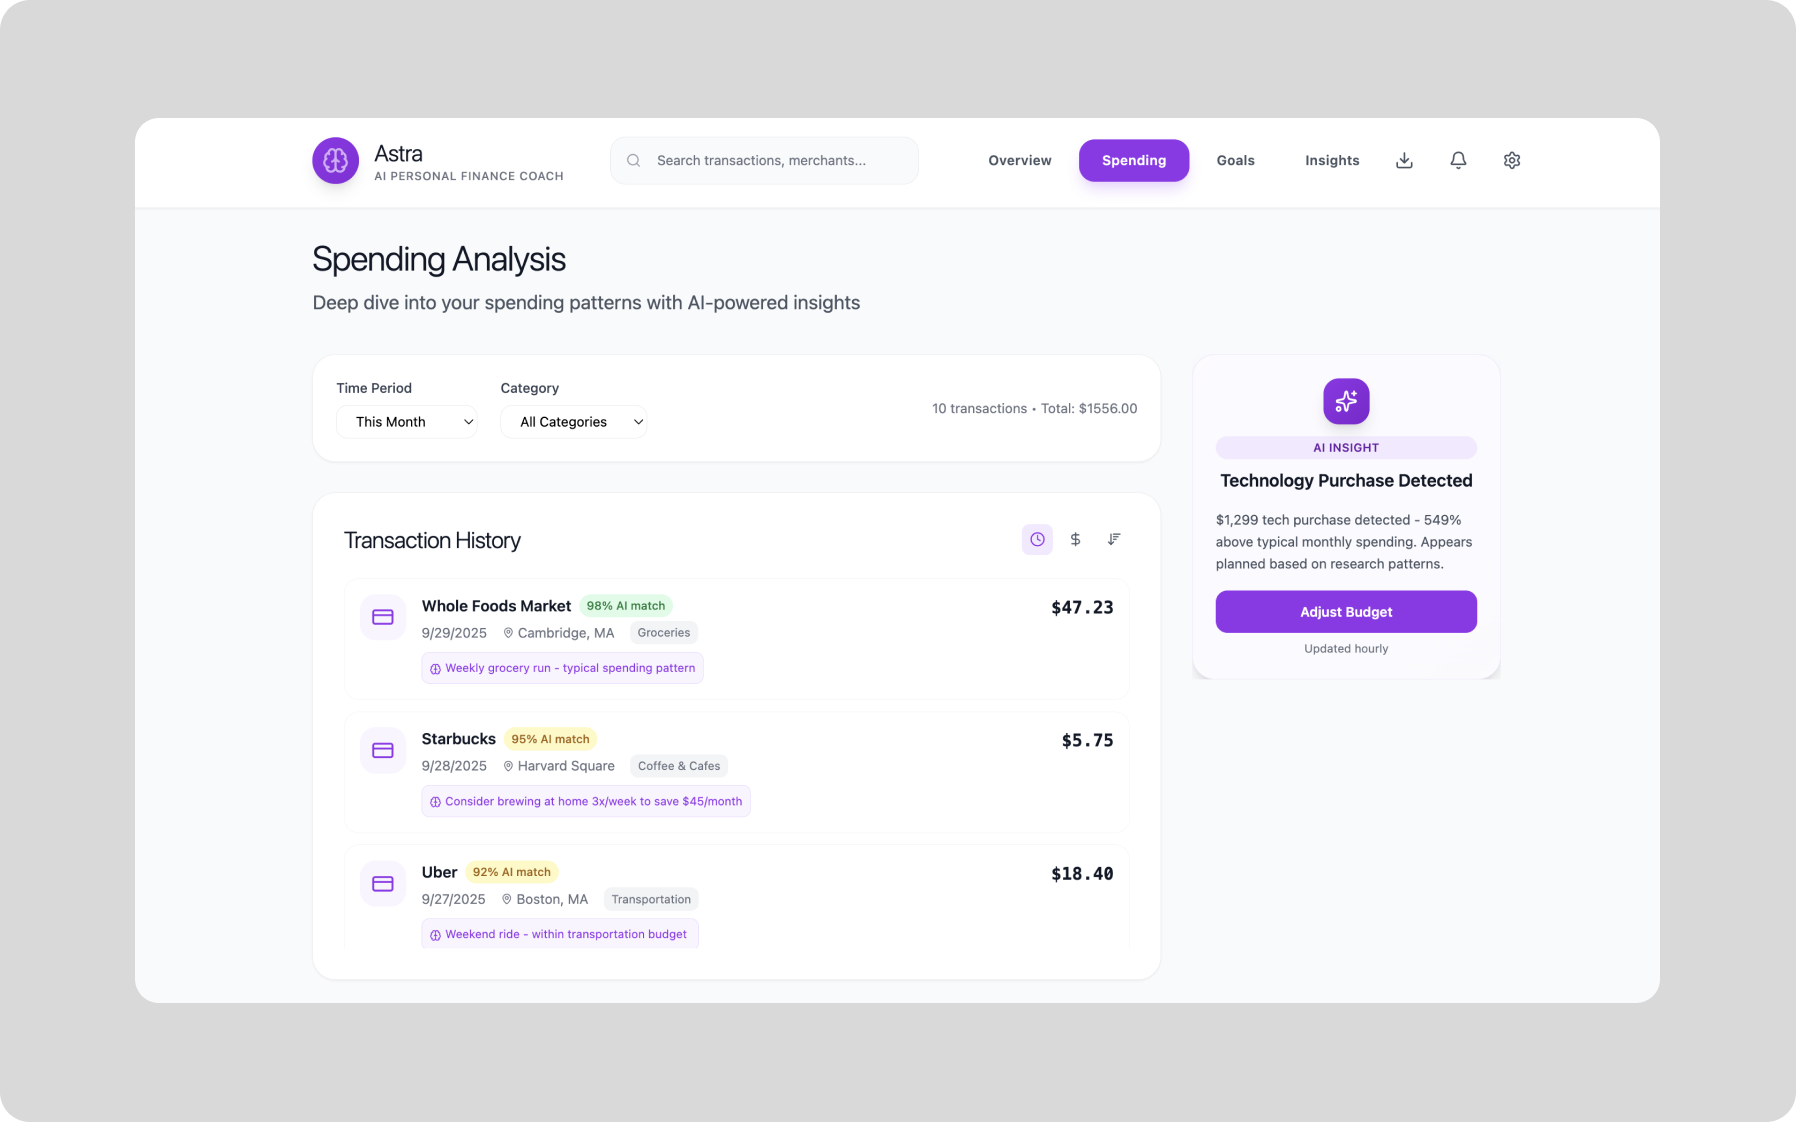 Astra
AI PERSONAL FINANCE COACH
Search transactions, merchants...
Overview
Spending
Goals
Insights
Spending Analysis
Deep dive into your spending patterns with AI-powered insights
Time Period
Category
This Month
All Categories
10 transactions • Total: $1556.00
Transaction History
Whole Foods Market 98% AI match
$47.23
9/29/2025 Cambridge, MA Groceries
Weekly grocery run - typical spending pattern
Starbucks 95% AI match
$5.75
9/28/2025 Harvard Square Coffee & Cafes
Consider brewing at home 3x/week to save $45/month
Uber 92% AI match
$18.40
9/27/2025 Boston, MA Transportation
Weekend ride - within transportation budget
AI INSIGHT
Technology Purchase Detected
$1,299 tech purchase detected - 549%
above typical monthly spending. Appears
planned based on research patterns.
Adjust Budget
Updated hourly